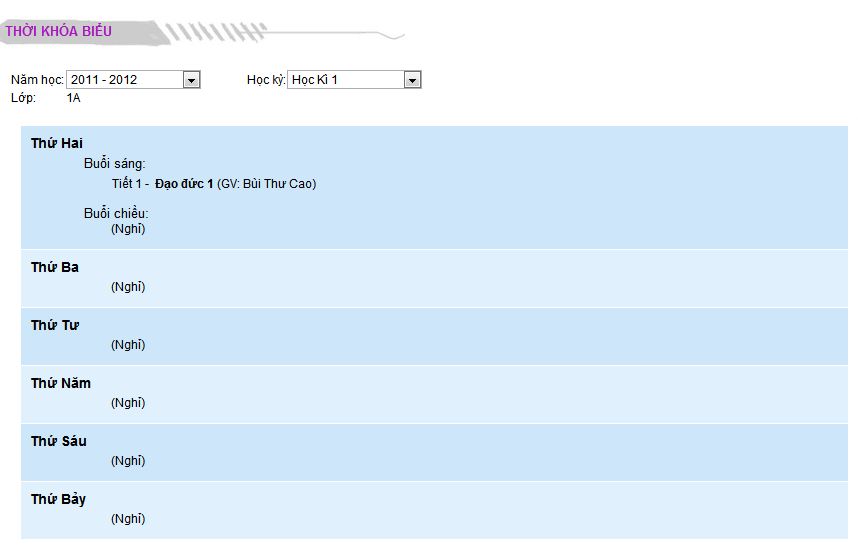 THỜI KHÓA BIỂU
Năm học: 2011 - 2012 Học kỳ: Học Kì 1
Lớp: 1A
Thứ Hai
Buổi sáng:
Tiết 1 - Đạo đức 1 (GV: Bùi Thư Cao)
Buổi chiều:
(Nghỉ)
Thứ Ba
(Nghỉ)
Thứ Tư
(Nghỉ)
Thứ Năm
(Nghỉ)
Thứ Sáu
(Nghỉ)
Thứ Bảy
(Nghỉ)